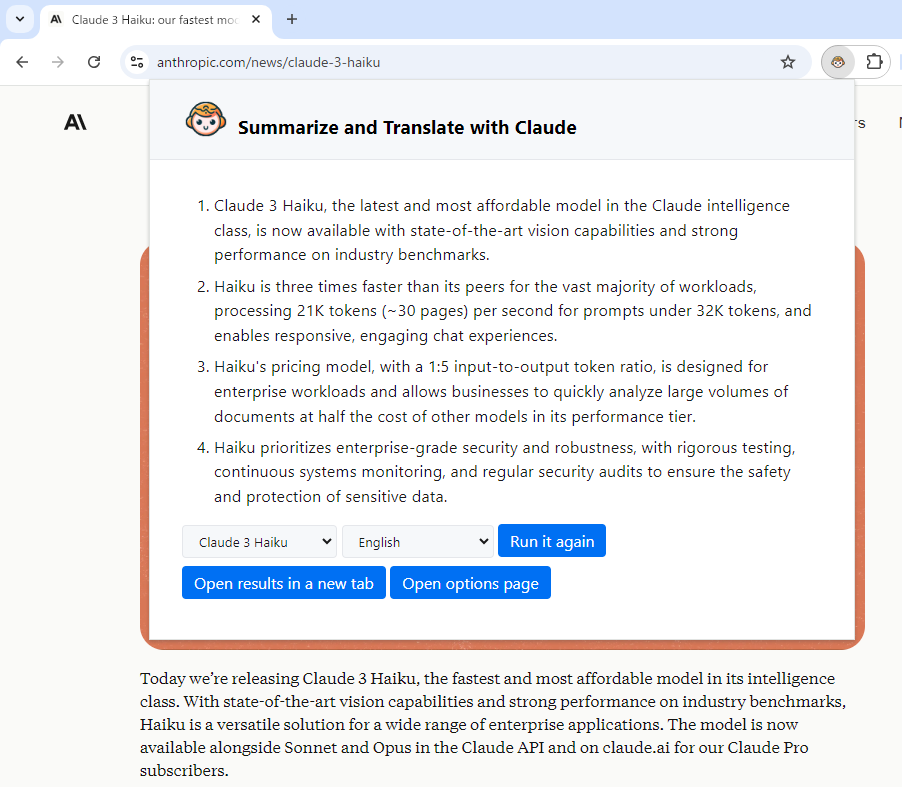 Claude 3 Haiku: our fastest mod
anthropic.com/news/claude-3-haiku
Summarize and Translate with Claude
1. Claude 3 Haiku, the latest and most affordable model in the Claude intelligence
class, is now available with state-of-the-art vision capabilities and strong
performance on industry benchmarks.
2. Haiku is three times faster than its peers for the vast majority of workloads,
processing 21K tokens (~30 pages) per second for prompts under 32K tokens, and
enables responsive, engaging chat experiences.
3. Haiku's pricing model, with a 1:5 input-to-output token ratio, is designed for
enterprise workloads and allows businesses to quickly analyze large volumes of
documents at half the cost of other models in its performance tier.
4. Haiku prioritizes enterprise-grade security and robustness, with rigorous testing,
continuous systems monitoring, and regular security audits to ensure the safety
and protection of sensitive data.
Claude 3 Haiku English Run it again
Open results in a new tab Open options page
Today we’re releasing Claude 3 Haiku, the fastest and most affordable model in its intelligence
class. With state-of-the-art vision capabilities and strong performance on industry benchmarks,
Haiku is a versatile solution for a wide range of enterprise applications. The model is now
available alongside Sonnet and Opus in the Claude API and on claude.ai for our Claude Pro
subscribers.